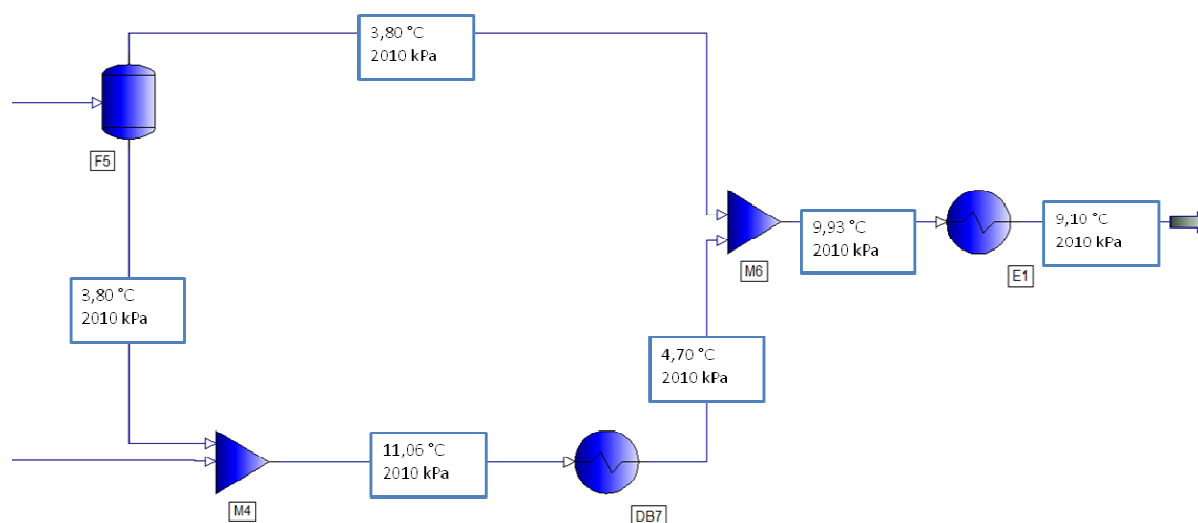 3,80 °C
2010 kPa
F5
3,80 °C
2010 kPa
9,93 °C
2010 kPa
9,10 °C
2010 kPa
M6
E1
4,70 °C
2010 kPa
11,06 °C
2010 kPa
M4
DB7